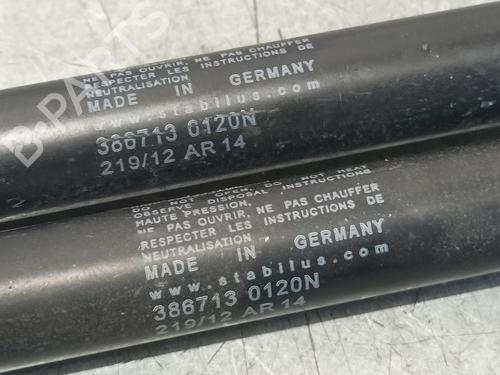 NE PAS OUVRIR, NE PAS CHAUFFER
RESPECTER LES INSTRUCTIONS DE
NEUTRALISATION
MADE IN GERMANY
www.stabilus.com
386713 0120N
219/12 AR 14
DO NOT OPEN, DO NOT HEAT
OBSERVE DISPOSAL INSTRUCTIONS
HAUTE PRESSION,
NE PAS OUVRIR, NE PAS CHAUFFER
RESPECTER LES INSTRUCTIONS DE
NEUTRALISATION
MADE IN GERMANY
www.stabilus.com
386713 0120N
219/12 AR 14
B-PARTS